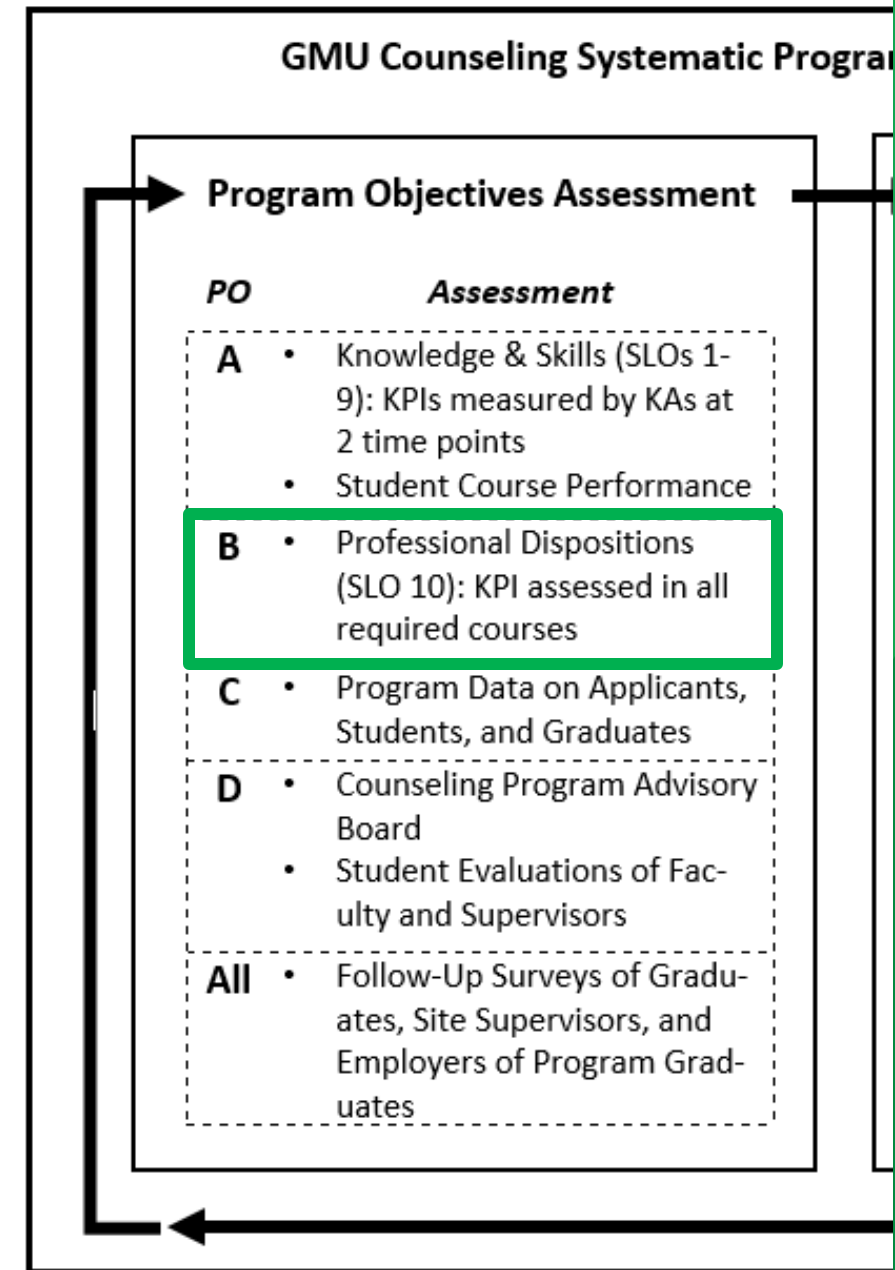 GMU Counseling Systematic Progra
Program Objectives Assessment
PO Assessment
A • Knowledge & Skills (SLOs 1-
9): KPIs measured by KAs at
2 time points
• Student Course Performance
B • Professional Dispositions
(SLO 10): KPI assessed in all
required courses
C • Program Data on Applicants,
Students, and Graduates
D • Counseling Program Advisory
Board
• Student Evaluations of Fac-
ulty and Supervisors
All • Follow-Up Surveys of Gradu-
ates, Site Supervisors, and
Employers of Program Grad-
uates